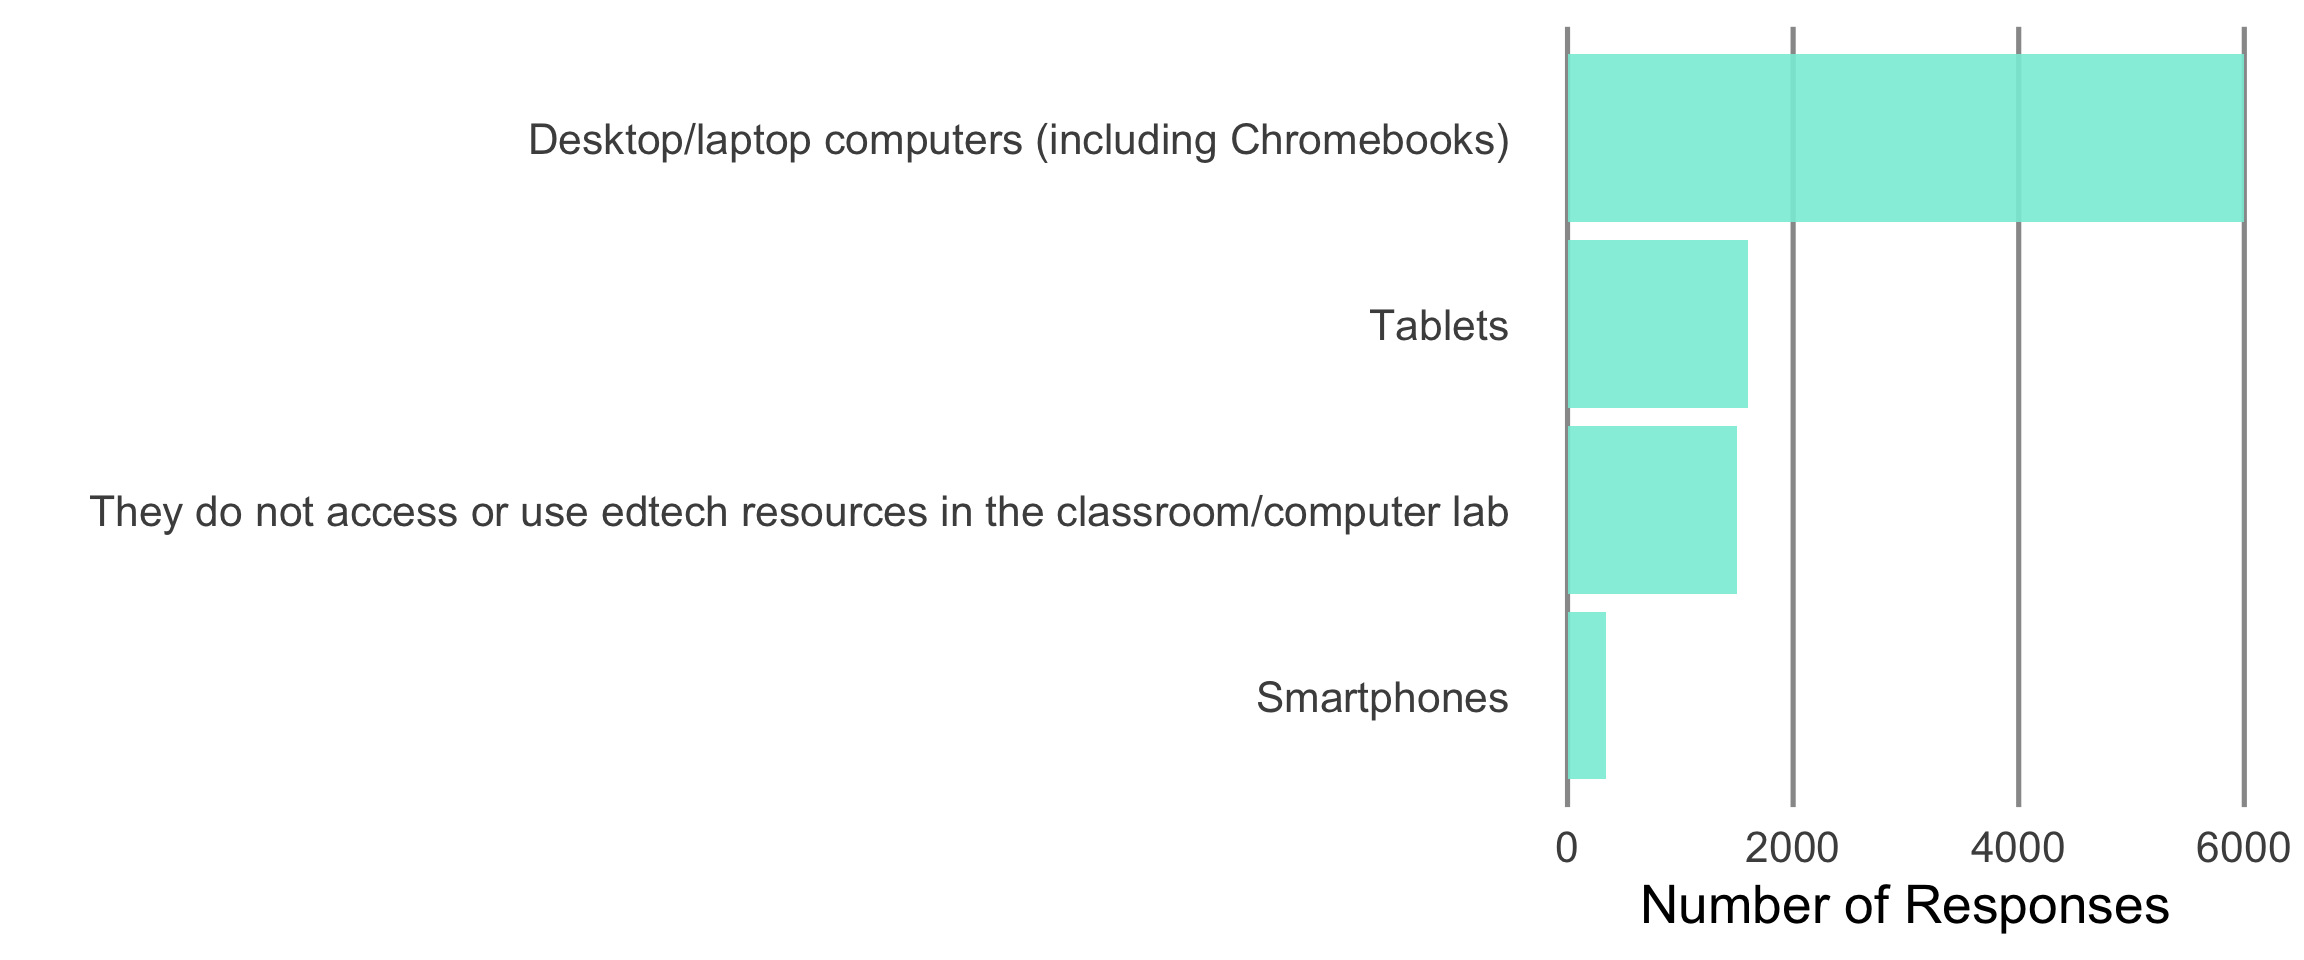 Desktop/laptop computers (including Chromebooks)
Tablets
They do not access or use edtech resources in the classroom/computer lab
Smartphones
0 2000 4000 6000
Number of Responses